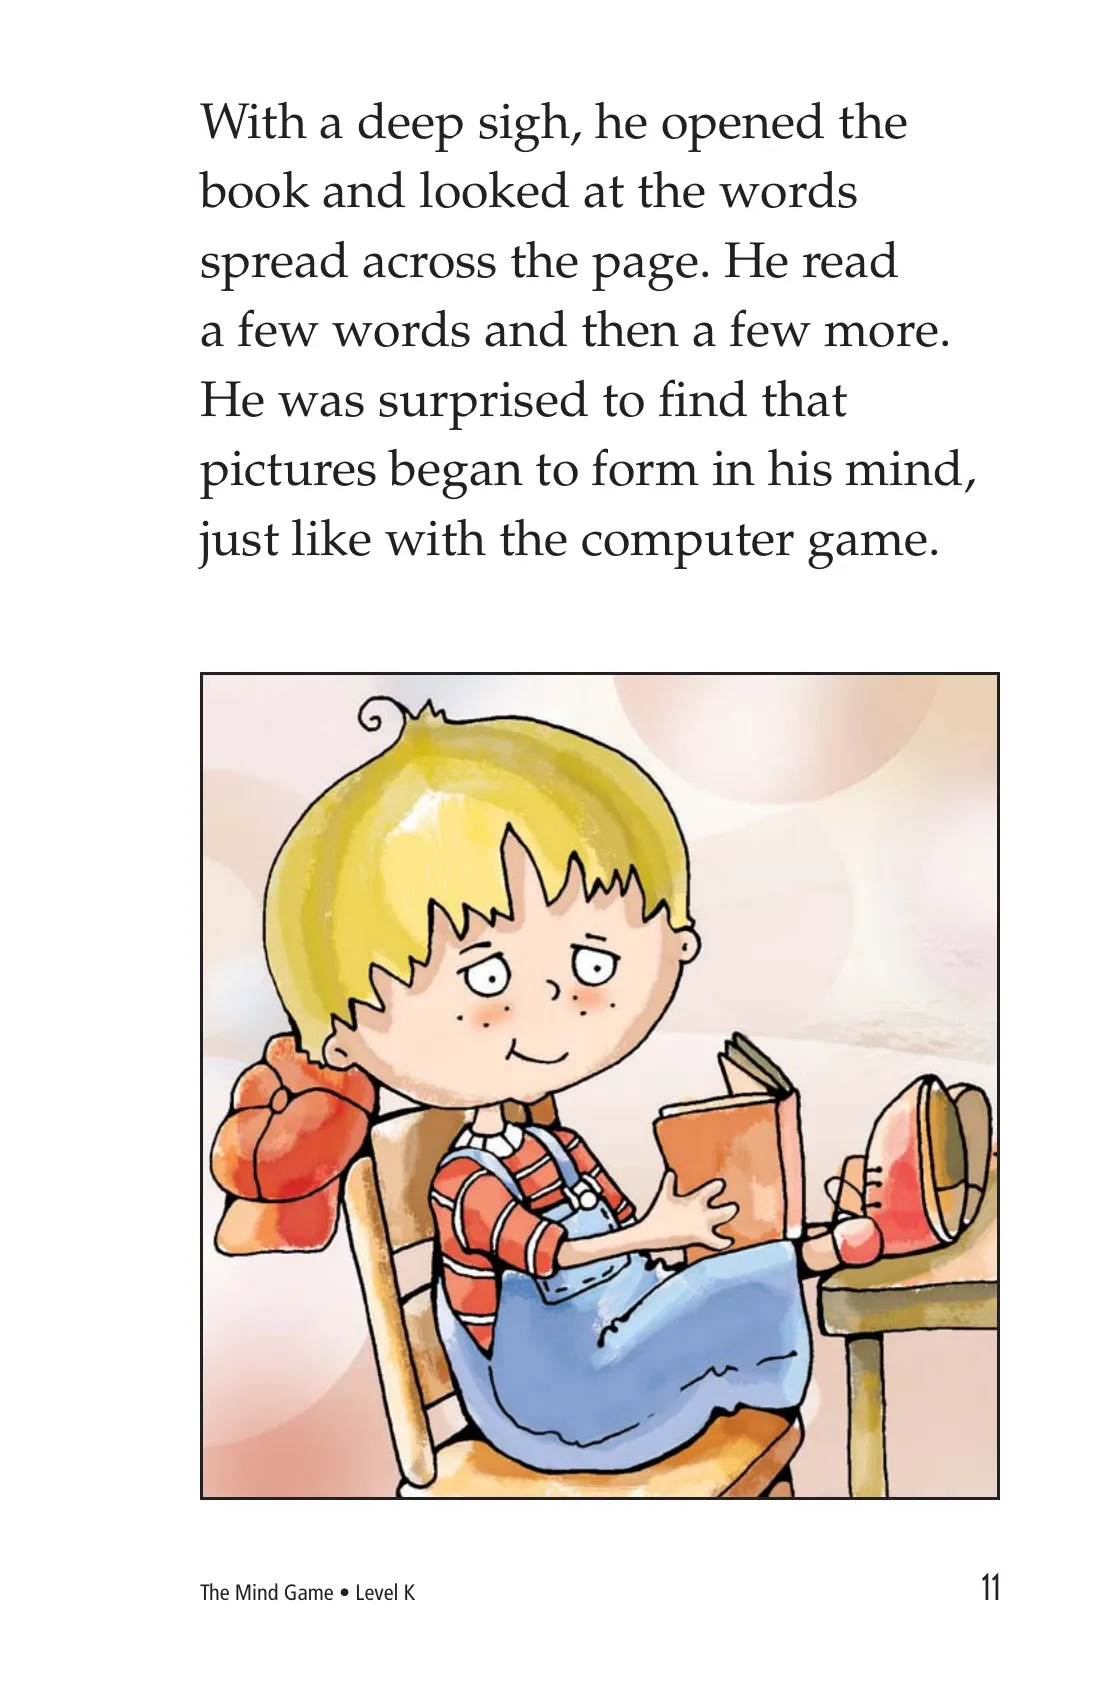 With a deep sigh, he opened the
book and looked at the words
spread across the page. He read
a few words and then a few more.
He was surprised to find that
pictures began to form in his mind,
just like with the computer game.
The Mind Game • Level K
11